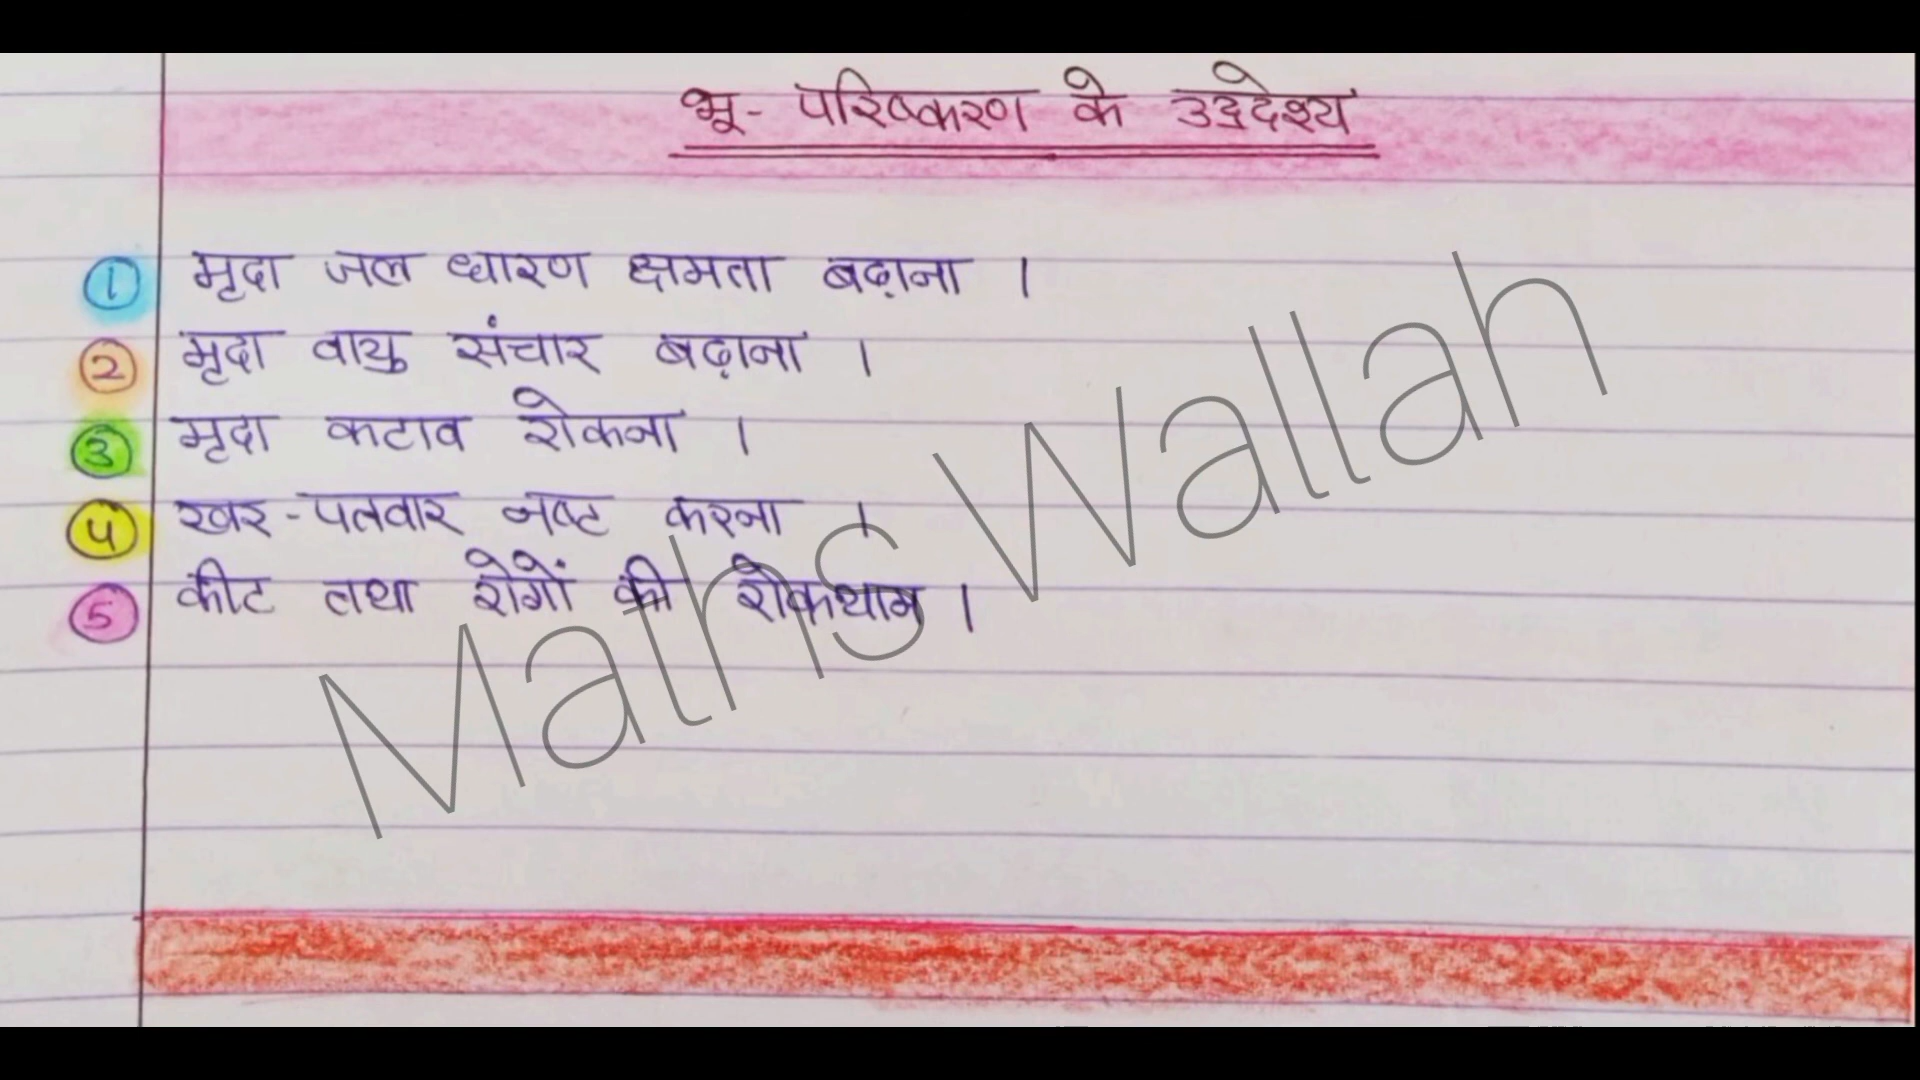 भू- परिष्करण के उद्देश्य
1 मृदा जल धारण क्षमता बढ़ाना ।
2 मृदा वायु संचार बढ़ाना ।
3 मृदा कटाव रोकना ।
4 खर-पतवार नष्ट करना ।
5 कीट तथा रोगों की रोकथाम ।
Maths Wallah